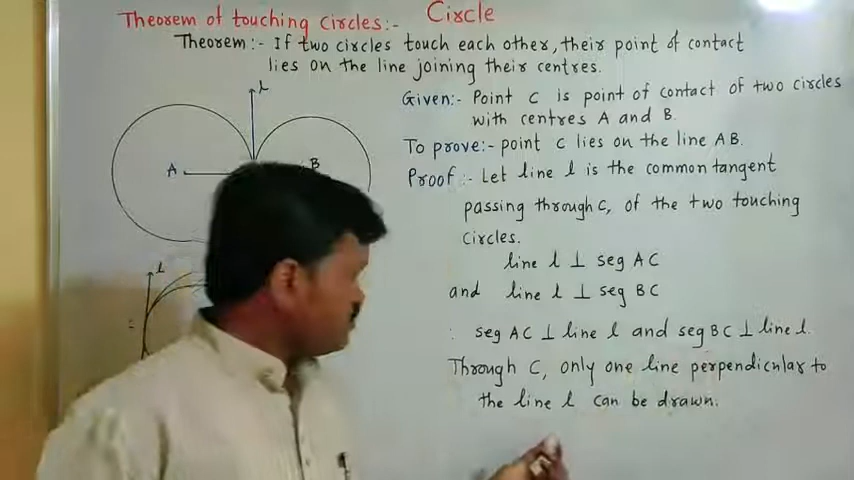 Circle
Theorem of touching circles:-
Theorem:- If two circles touch each other, their point of contact
lies on the line joining their centres.
Given:- Point C is point of contact of two circles
with centres A and B.
To prove:- point C lies on the line AB.
Proof:- Let line l is the common tangent
passing through C, of the two touching
circles.
line l ⊥ seg AC
and line l ⊥ seg BC
∴ seg AC ⊥ line l and seg BC ⊥ line l.
Through C, only one line perpendicular to
the line l can be drawn.
l
A
B
l